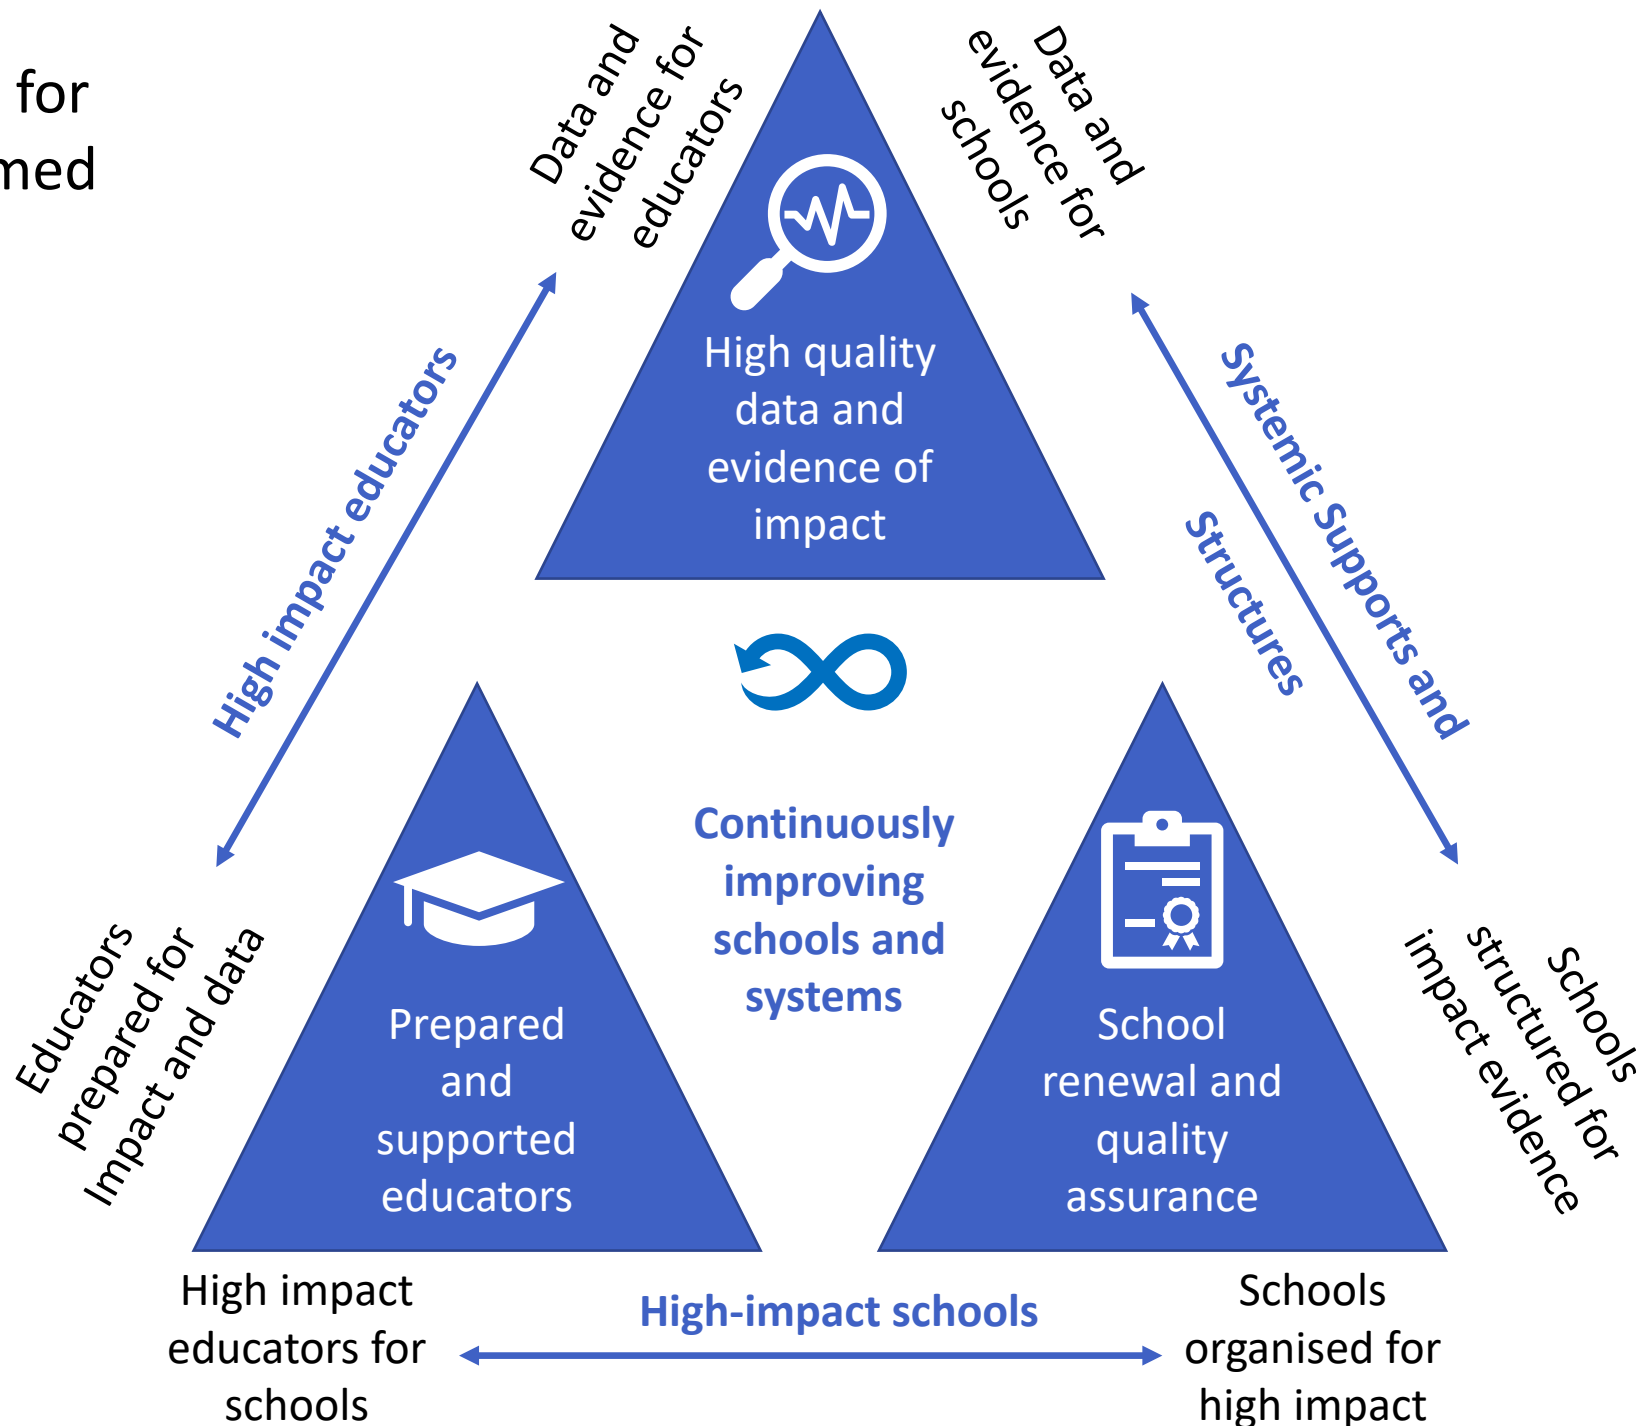 for
Data and
evidence for
educators
Data and
evidence for
schools
High quality
data and
evidence of
impact
High impact educators
Systemic Supports and
Structures
Continuously
improving
schools and
systems
Educators
prepared for
Impact and data
Prepared
and
supported
educators
School
renewal and
quality
assurance
Schools
structured for
impact evidence
High impact
educators for
schools
High-impact schools
Schools
organised for
high impact